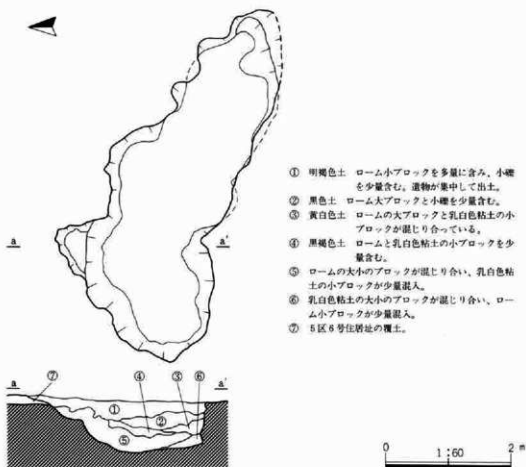 ① 明褐色土 ローム小ブロックを多量に含み、小礫
を少量含む。遺物が集中して出土。
② 黒色土 ローム大ブロックと小礫を少量含む。
③ 黄白色土 ロームの大ブロックと乳白色粘土の小ブ
ロックが混じり合っている。
④ 黒褐色土 ロームと乳白色粘土の小ブロックを少
量含む。
⑤ ロームの大小のブロックが混じり合い、乳白色粘
土の小ブロックが少量混入。
⑥ 乳白色粘土の大小のブロックが混じり合い、ロー
ム小ブロックが少量混入。
⑦ 5区6号住居址の覆土。
a a'
a ⑦ ④ ③ ⑥ a'
①
②
⑤
0 1:60 2 m